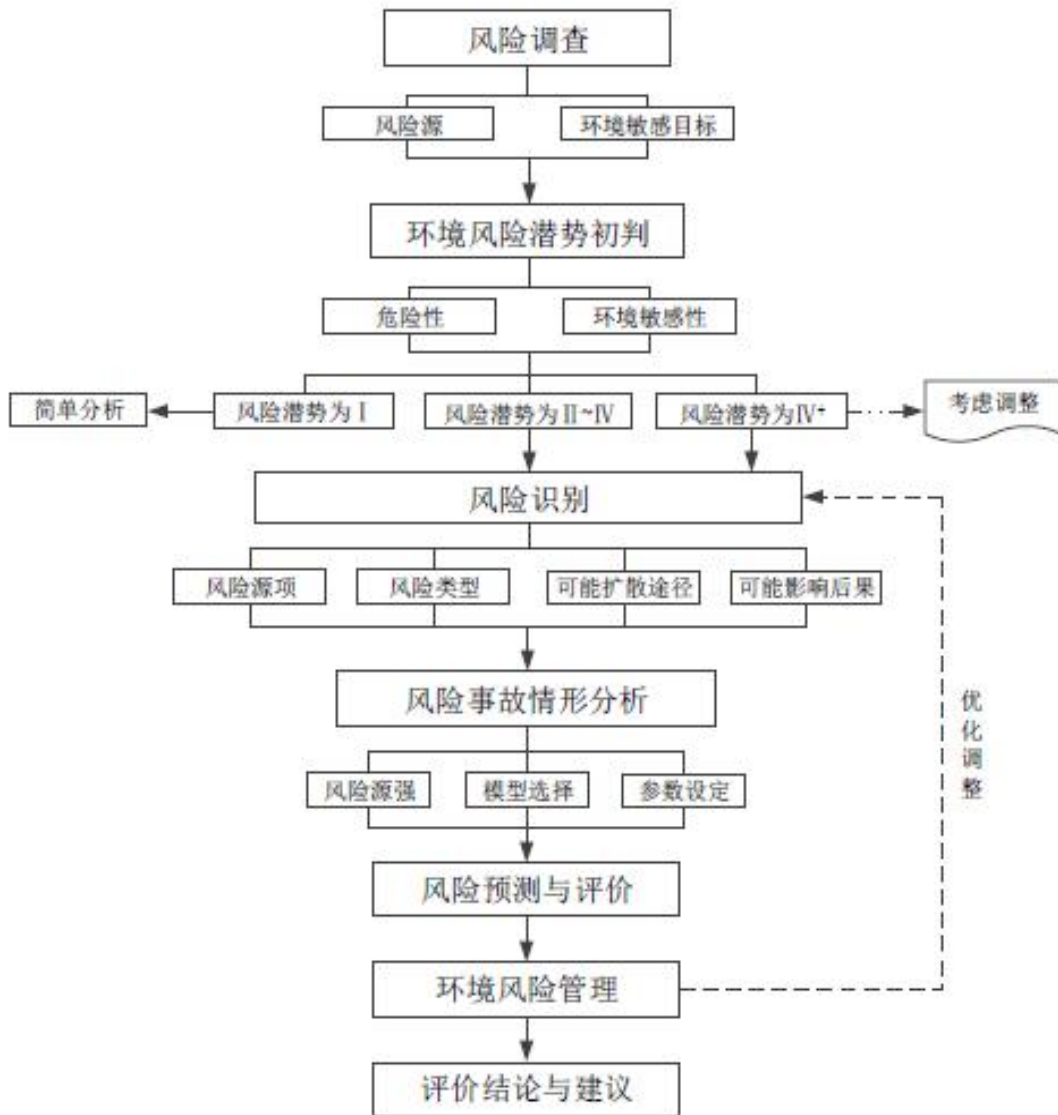 风险调查
风险源
环境敏感目标
环境风险潜势初判
危险性
环境敏感性
简单分析
风险潜势为Ⅰ
风险潜势为Ⅱ~Ⅳ
风险潜势为Ⅳ+
考虑调整
风险识别
风险源项
风险类型
可能扩散途径
可能影响后果
风险事故情形分析
优化调整
风险源强
模型选择
参数设定
风险预测与评价
环境风险管理
评价结论与建议